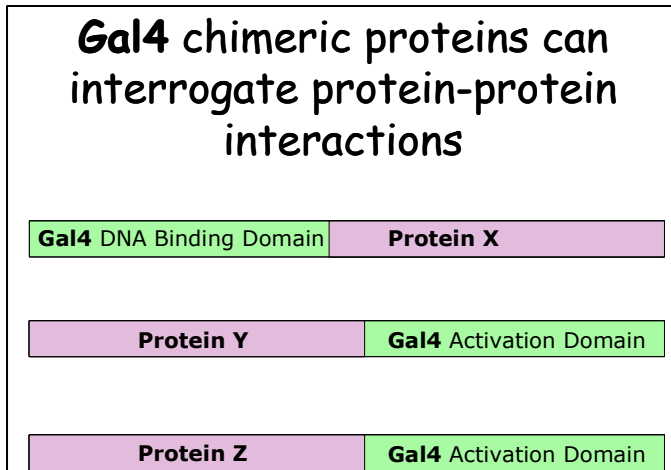 Gal4 chimeric proteins can
interrogate protein-protein
interactions
Gal4 DNA Binding Domain Protein X
Protein Y Gal4 Activation Domain
Protein Z Gal4 Activation Domain